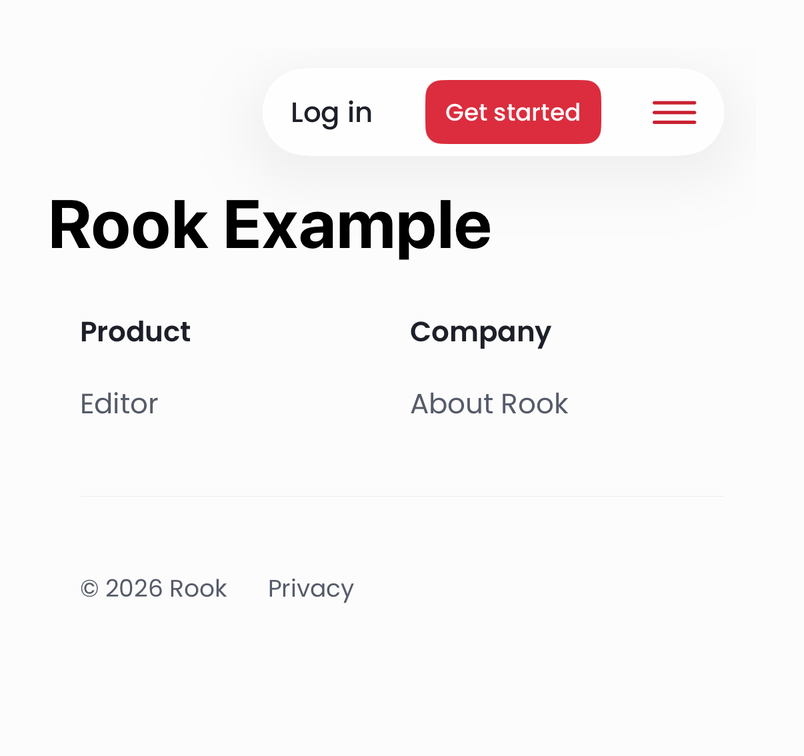 Log in Get started
Rook Example
Product Company
Editor About Rook
© 2026 Rook Privacy